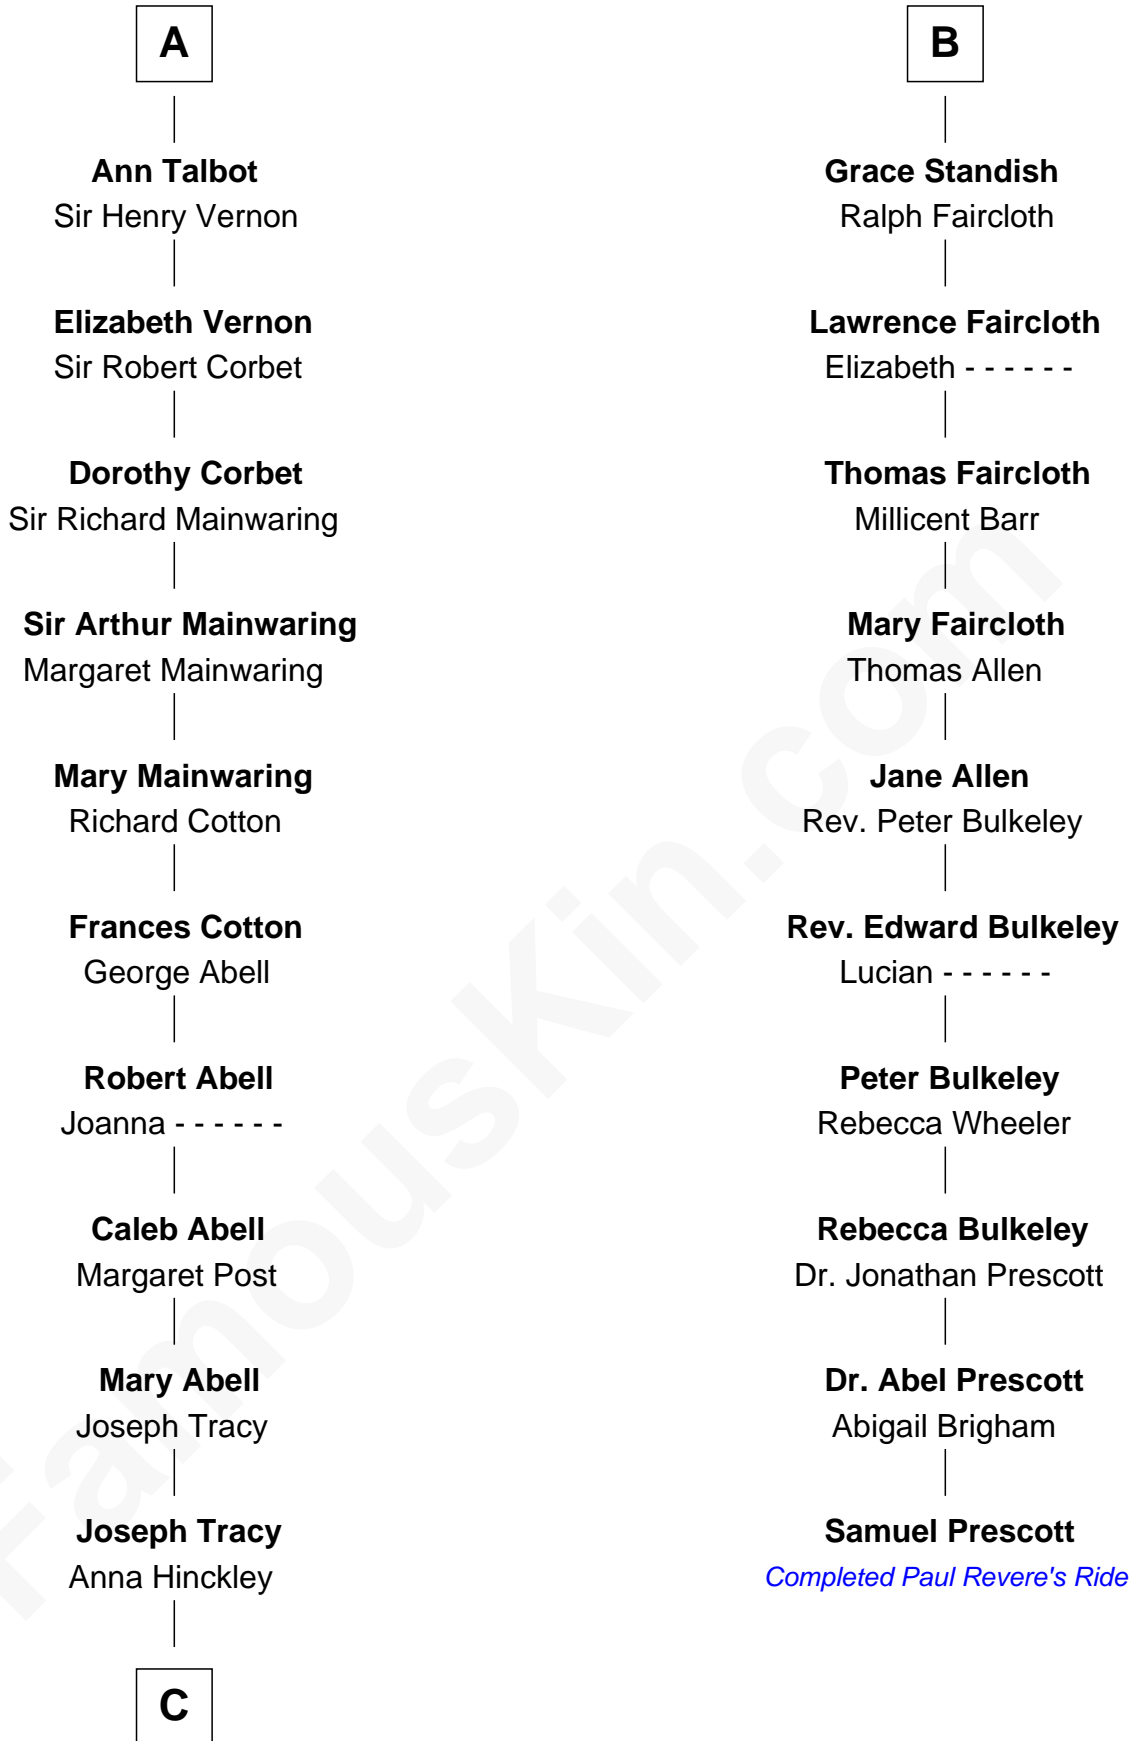 A
Ann Talbot
Sir Henry Vernon
Elizabeth Vernon
Sir Robert Corbet
Dorothy Corbet
Sir Richard Mainwaring
Sir Arthur Mainwaring
Margaret Mainwaring
Mary Mainwaring
Richard Cotton
Frances Cotton
George Abell
Robert Abell
Joanna - - - - - -
Caleb Abell
Margaret Post
Mary Abell
Joseph Tracy
Joseph Tracy
Anna Hinckley
C
B
Grace Standish
Ralph Faircloth
Lawrence Faircloth
Elizabeth - - - - - -
Thomas Faircloth
Millicent Barr
Mary Faircloth
Thomas Allen
Jane Allen
Rev. Peter Bulkeley
Rev. Edward Bulkeley
Lucian - - - - - -
Peter Bulkeley
Rebecca Wheeler
Rebecca Bulkeley
Dr. Jonathan Prescott
Dr. Abel Prescott
Abigail Brigham
Samuel Prescott
Completed Paul Revere's Ride
FamousKin.com